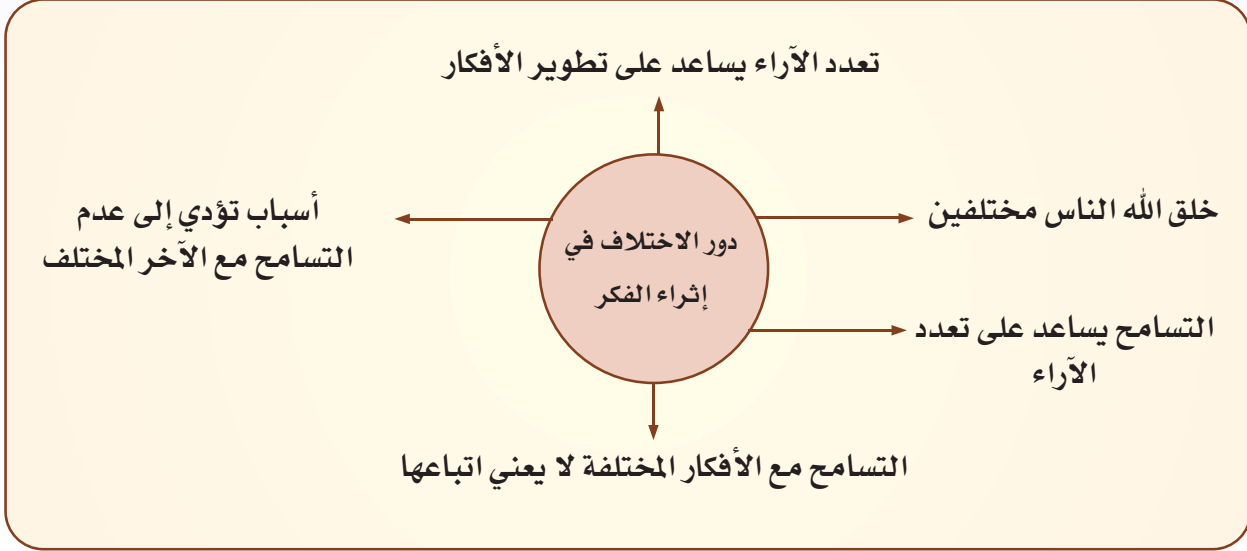 تعدد الآراء يساعد على تطوير الأفكار
خلق الله الناس مختلفين
أسباب تؤدي إلى عدم
التسامح مع الآخر المختلف
دور الاختلاف في
إثراء الفكر
التسامح يساعد على تعدد
الآراء
التسامح مع الأفكار المختلفة لا يعني اتباعها